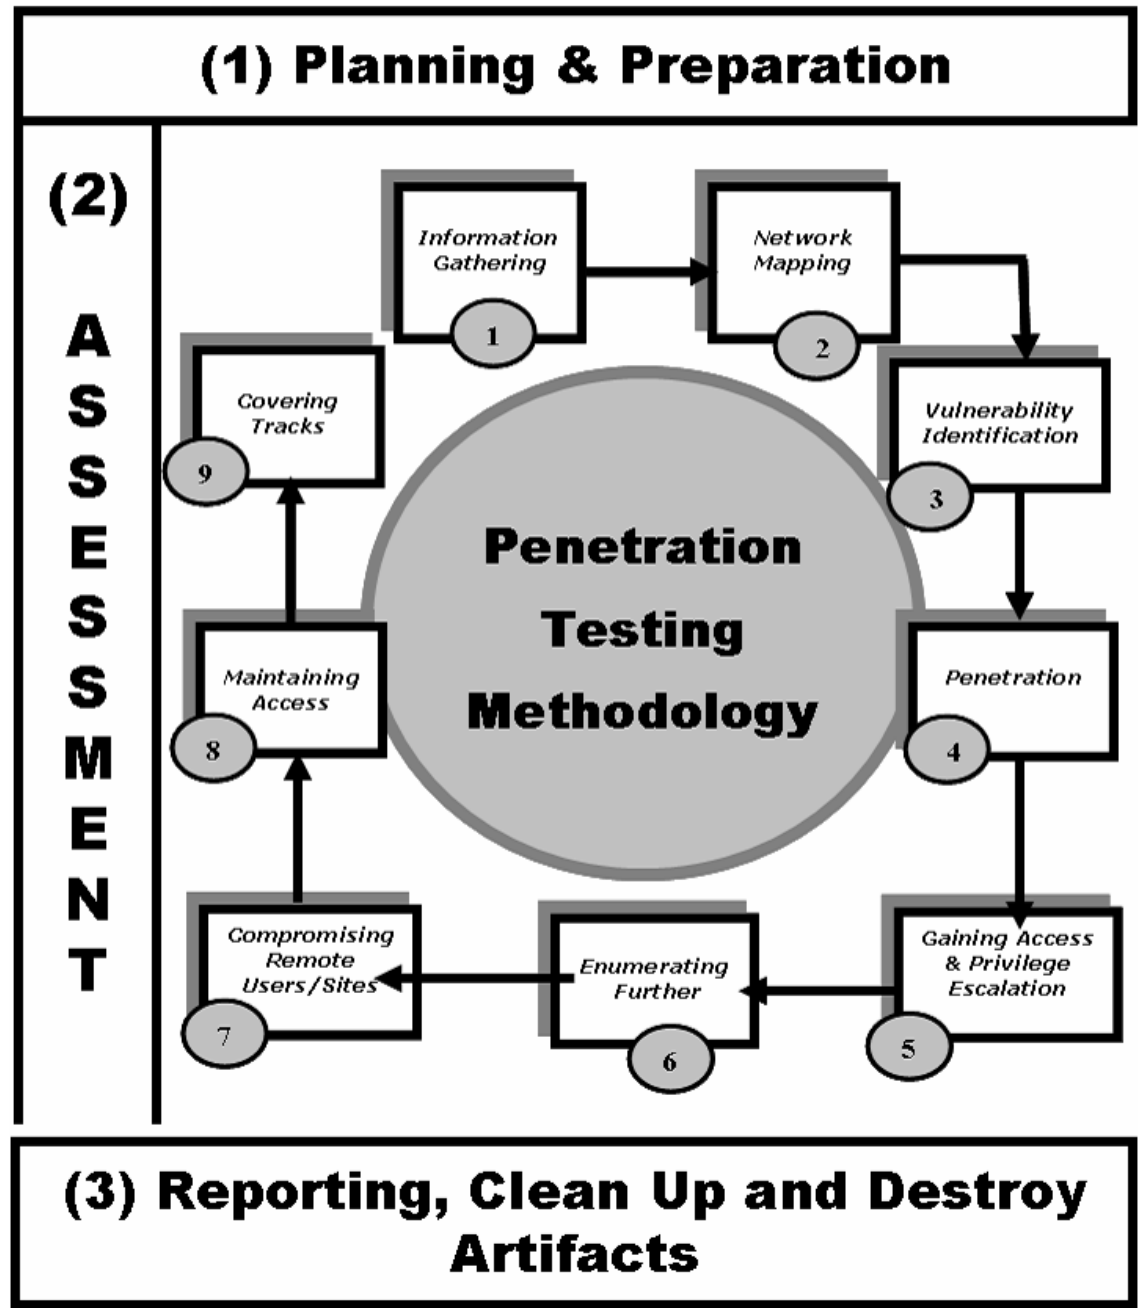 (1) Planning & Preparation
(2)
A
S
S
E
S
S
M
E
N
T
Information
Gathering
1
Network
Mapping
2
Vulnerability
Identification
3
Penetration
4
Gaining Access
& Privilege
Escalation
5
Enumerating
Further
6
Compromising
Remote
Users/Sites
7
Maintaining
Access
8
Covering
Tracks
9
Penetration
Testing
Methodology
(3) Reporting, Clean Up and Destroy
Artifacts